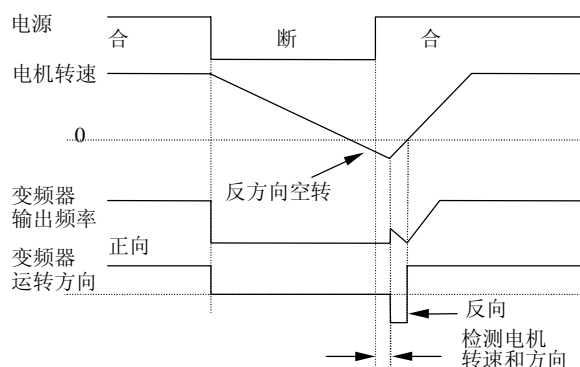 电源
合
断
合
电机转速
0
反方向空转
变频器
输出频率
正向
变频器
运转方向
反向
检测电机
转速和方向